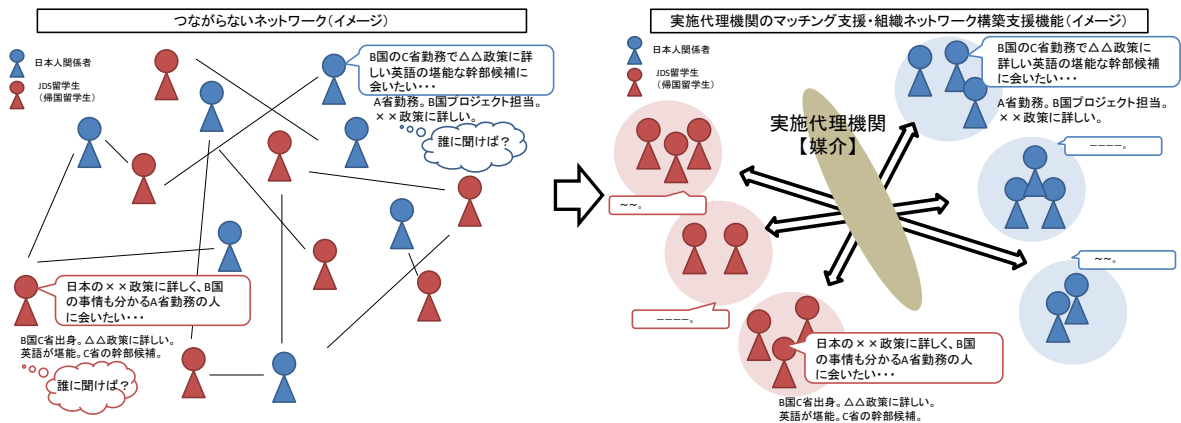 つながらないネットワーク（イメージ）
日本人関係者
JDS留学生
（帰国留学生）
B国のC省勤務で△△政策に詳
しい英語の堪能な幹部候補に
会いたい・・・
A省勤務。B国プロジェクト担当。
××政策に詳しい。
誰に聞けば？
日本の××政策に詳しく、B国
の事情も分かるA省勤務の人
に会いたい・・・
B国C省出身。△△政策に詳しい。
英語が堪能。C省の幹部候補。
誰に聞けば？
実施代理機関のマッチング支援・組織ネットワーク構築支援機能（イメージ）
日本人関係者
JDS留学生
（帰国留学生）
B国のC省勤務で△△政策に
詳しい英語の堪能な幹部候補
に会いたい・・・
A省勤務。B国プロジェクト担当。
××政策に詳しい。
実施代理機関
【媒介】
−−−−。
~~。
~~。
−−−−。
日本の××政策に詳しく、B国
の事情も分かるA省勤務の人
に会いたい・・・
B国C省出身。△△政策に詳しい。
英語が堪能。C省の幹部候補。